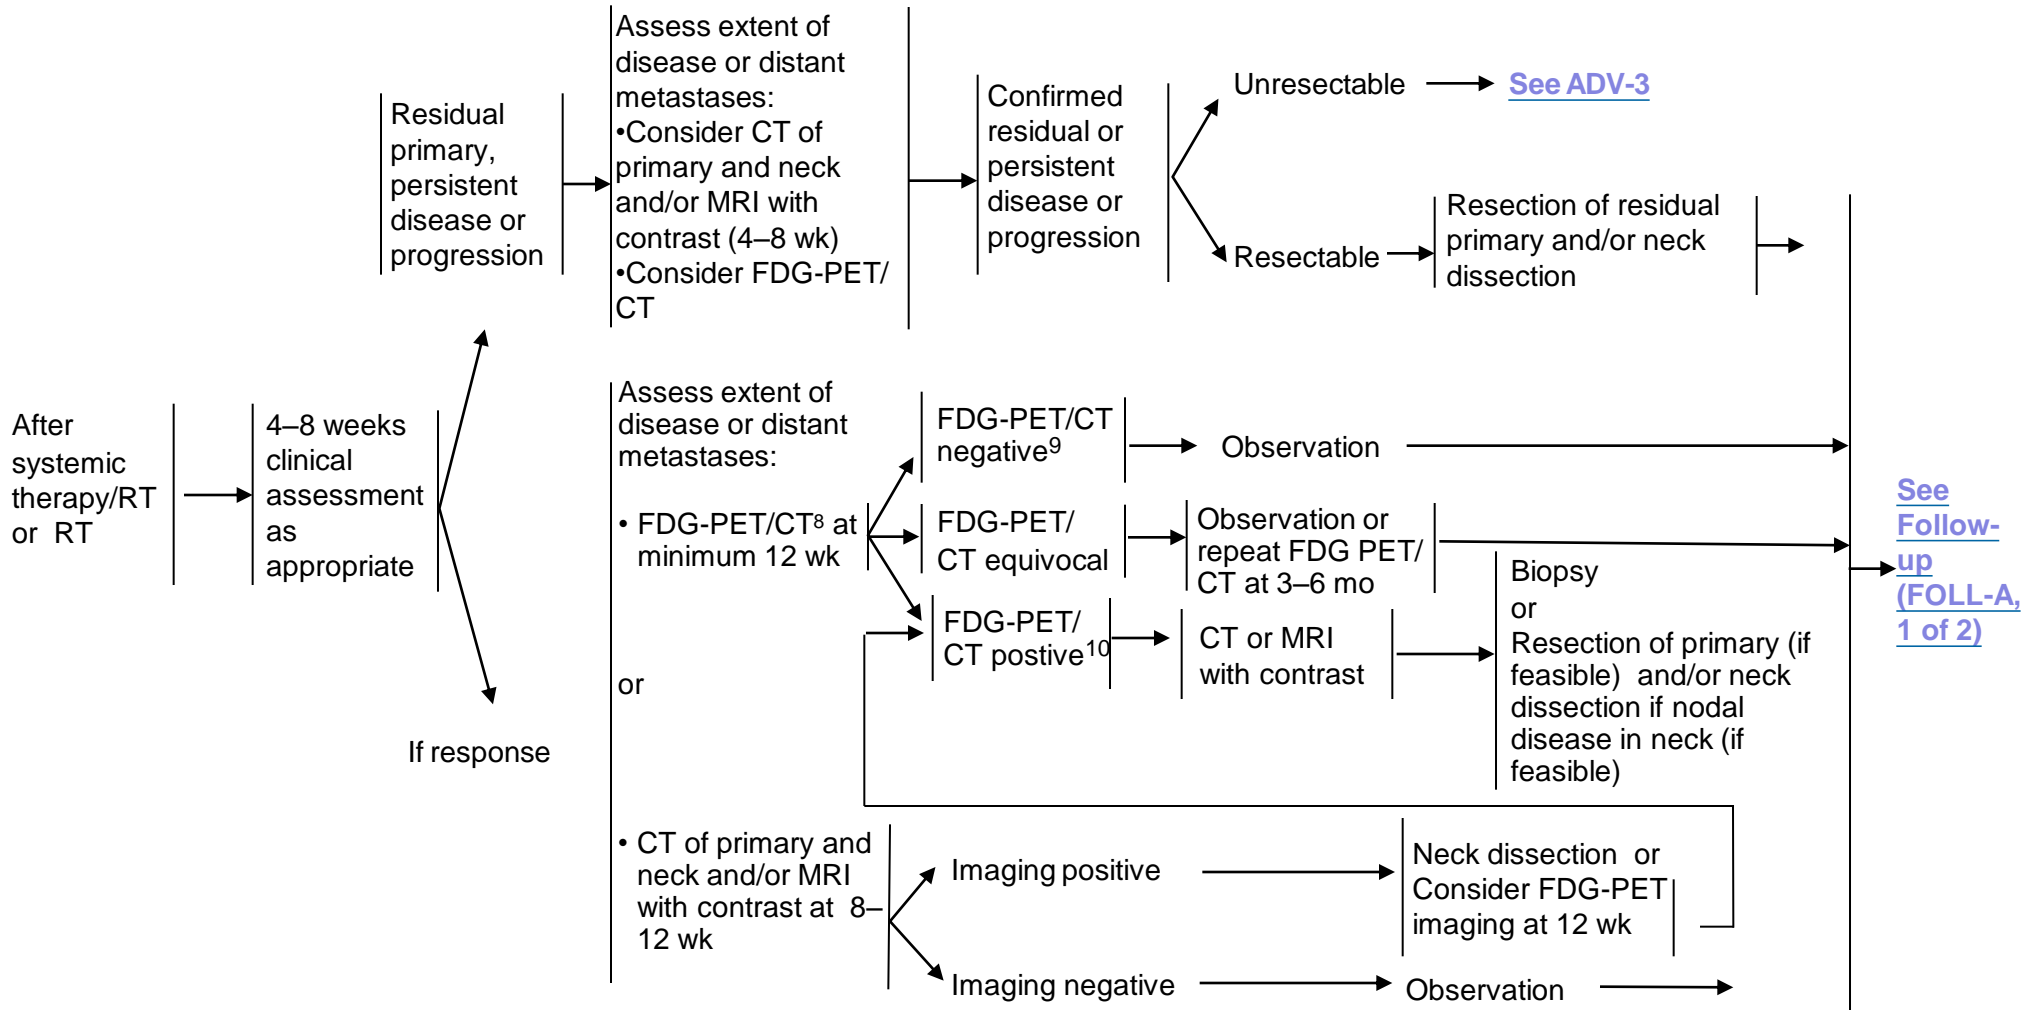 Assess extent of
disease or distant
metastases:
•Consider CT of
primary and neck
and/or MRI with
contrast (4–8 wk)
•Consider FDG-PET/
CT
Residual
primary,
persistent
disease or
progression
Confirmed
residual or
persistent
disease or
progression
Unresectable
See ADV-3
Resectable
Resection of residual
primary and/or neck
dissection
After
systemic
therapy/RT
or RT
4–8 weeks
clinical
assessment
as
appropriate
If response
Assess extent of
disease or distant
metastases:
• FDG-PET/CT8 at
minimum 12 wk
or
• CT of primary and
neck and/or MRI
with contrast at 8–
12 wk
FDG-PET/CT
negative9
Observation
FDG-PET/
CT equivocal
Observation or
repeat FDG PET/
CT at 3–6 mo
FDG-PET/
CT postive10
CT or MRI
with contrast
Biopsy
or
Resection of primary (if
feasible) and/or neck
dissection if nodal
disease in neck (if
feasible)
Imaging positive
Neck dissection or
Consider FDG-PET
imaging at 12 wk
Imaging negative
Observation
See
Follow-
up
(FOLL-A,
1 of 2)